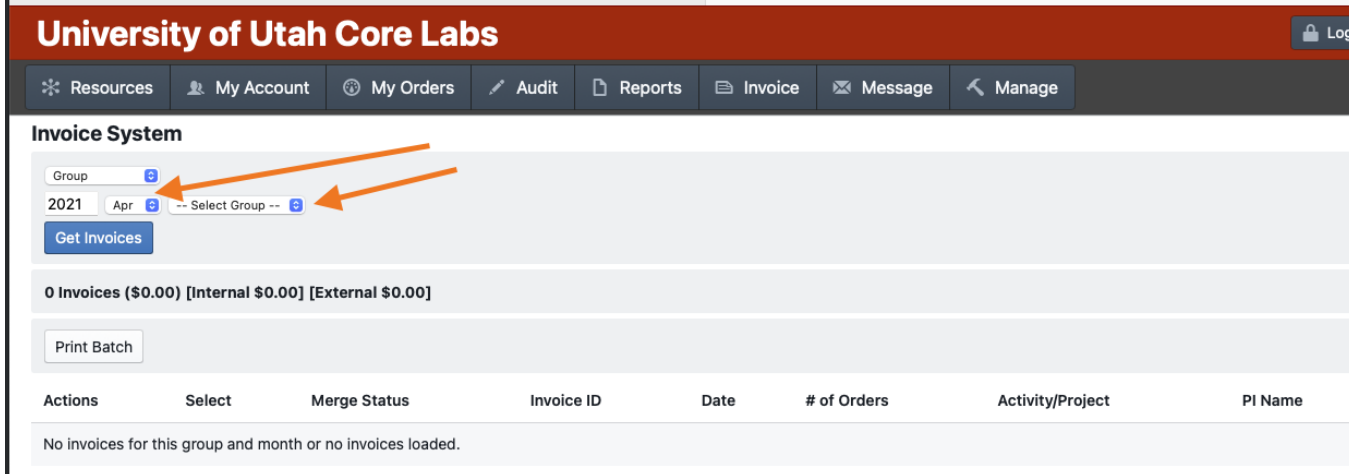 University of Utah Core Labs
Resources My Account My Orders Audit Reports Invoice Message Manage
Invoice System
Group
2021 Apr -- Select Group --
Get Invoices
0 Invoices ($0.00) [Internal $0.00] [External $0.00]
Print Batch
Actions Select Merge Status Invoice ID Date # of Orders Activity/Project PI Name
No invoices for this group and month or no invoices loaded.